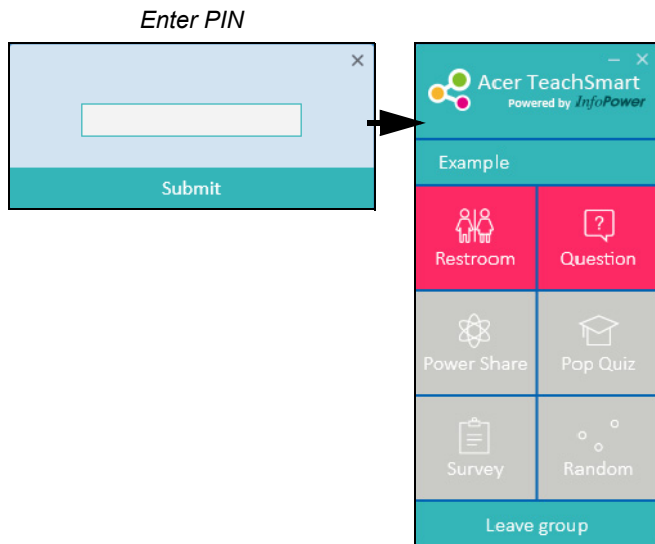 Enter PIN
Submit
Acer TeachSmart
Powered by InfoPower
Example
Restroom
?
Question
Power Share
Pop Quiz
Survey
Random
Leave group